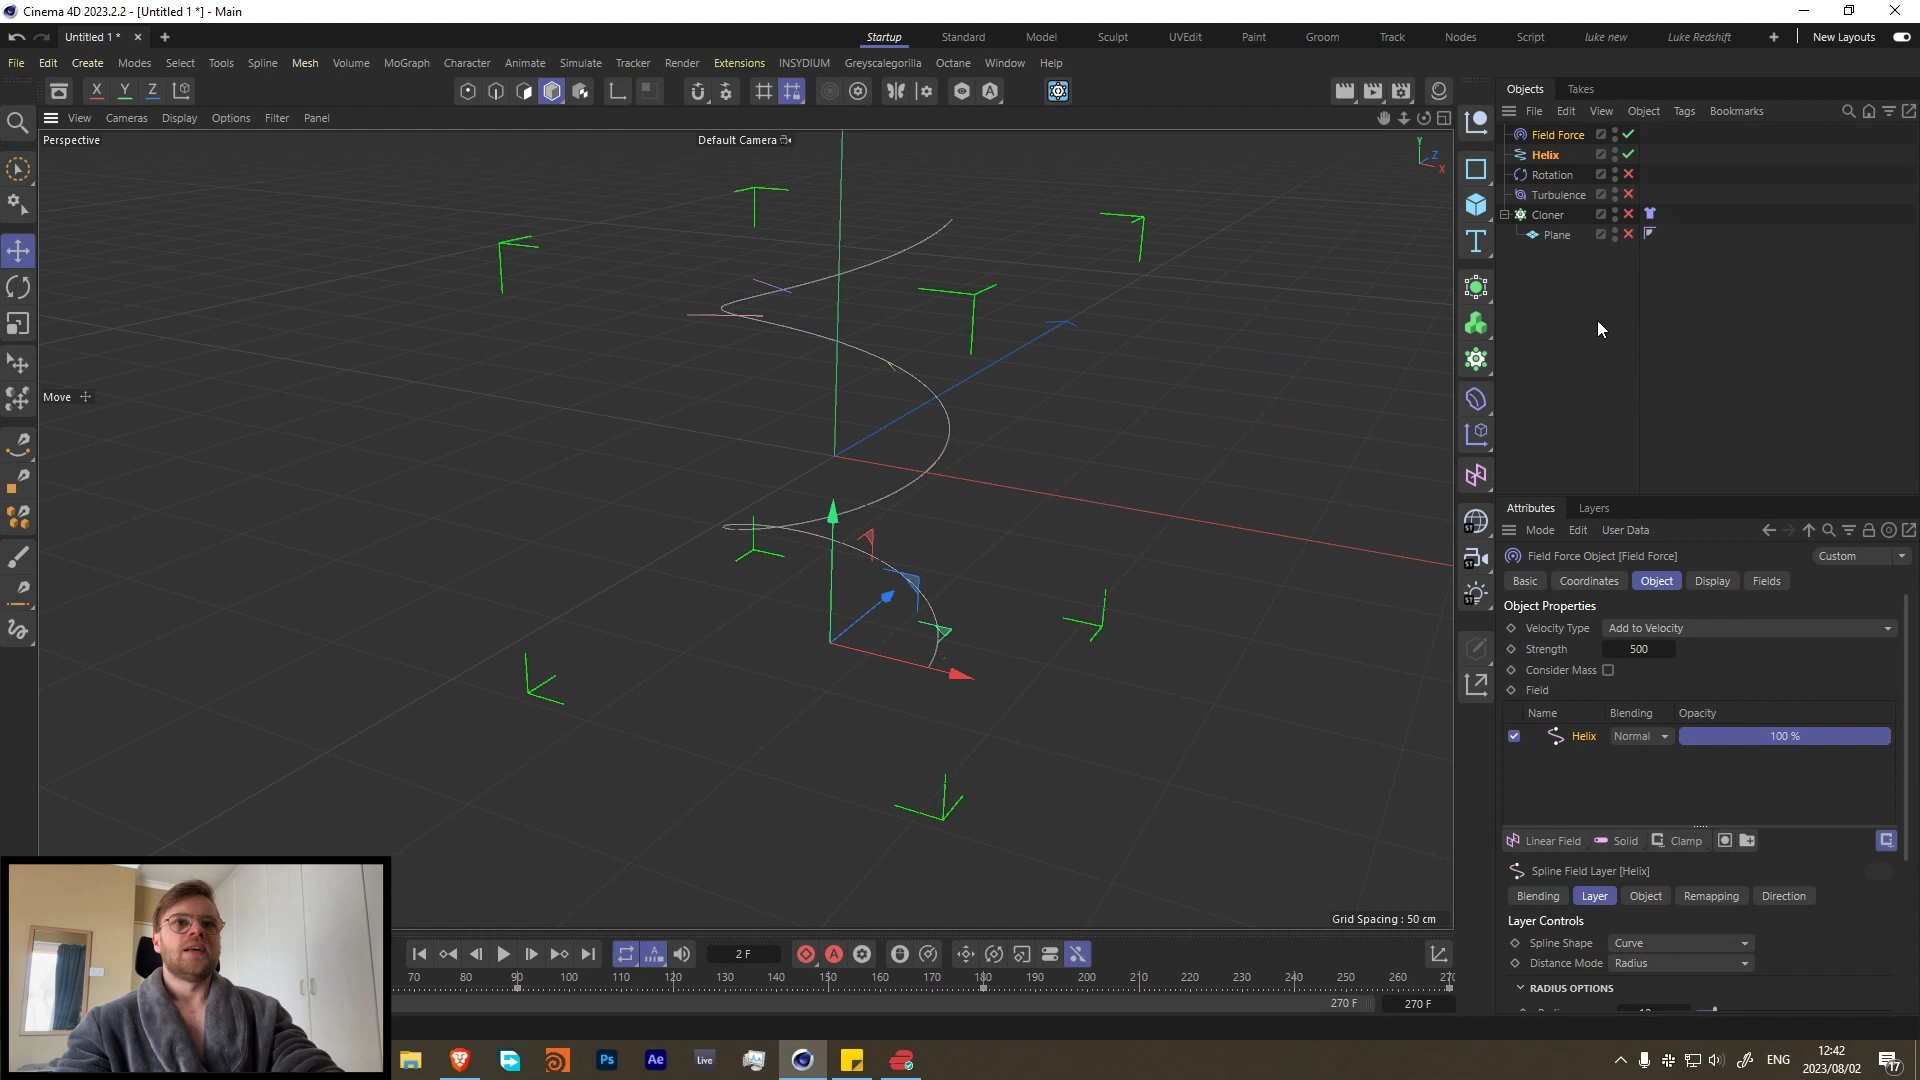 Cinema 4D 2023.2.2 - [Untitled 1 *] - Main
Untitled 1 *
Startup Standard Model Sculpt UVEdit Paint Groom Track Nodes Script luke new Luke Redshift New Layouts
File Edit Create Modes Select Tools Spline Mesh Volume MoGraph Character Animate Simulate Tracker Render Extensions INSYDIUM Greyscalegorilla Octane Window Help
X Y Z
Objects Takes
File Edit View Object Tags Bookmarks
View Cameras Display Options Filter Panel
Perspective
Default Camera
Y
Z
X
Field Force
Helix
Rotation
Turbulence
Cloner
Plane
Move
Attributes Layers
Mode Edit User Data
Field Force Object [Field Force]
Custom
Basic Coordinates Object Display Fields
Object Properties
Velocity Type Add to Velocity
Strength 500
Consider Mass
Field
Name Blending Opacity
Helix Normal 100 %
Linear Field Solid Clamp
Spline Field Layer [Helix]
Blending Layer Object Remapping Direction
Layer Controls
Spline Shape Curve
Distance Mode Radius
RADIUS OPTIONS
Grid Spacing : 50 cm
2 F
70 80 90 100 110 120 130 140 150 160 170 180 190 200 210 220 230 240 250 260 270
270 F 270 F
Ps Ae Live
ENG
12:42
2023/08/02
17